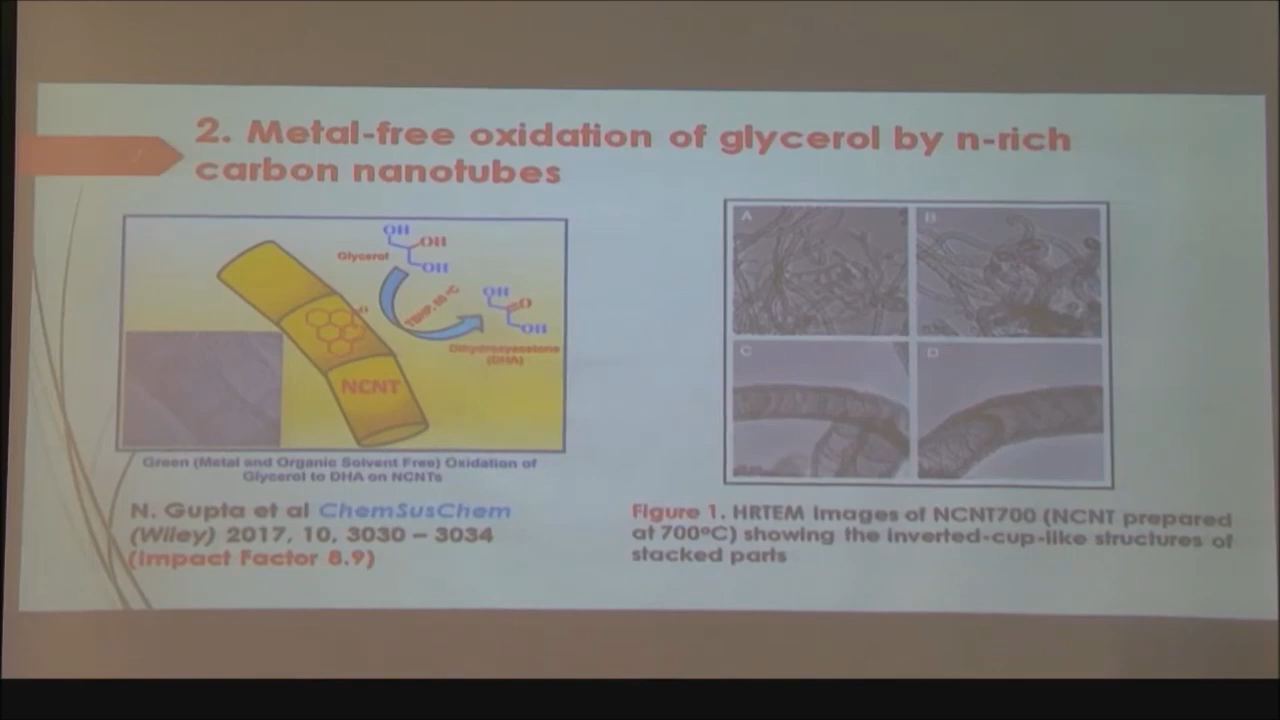 2. Metal-free oxidation of glycerol by n-rich
carbon nanotubes
OH
OH
Glycerol
OH
TBHP, 60 °C
OH
O
OH
Dihydroxyacetone
(DHA)
NCNT
Green (Metal and Organic Solvent Free) Oxidation of
Glycerol to DHA on NCNTs
N. Gupta et al ChemSusChem
(Wiley) 2017, 10, 3030 – 3034
(Impact Factor 8.9)
A
B
C
D
Figure 1. HRTEM Images of NCNT700 (NCNT prepared
at 700°C) showing the inverted-cup-like structures of
stacked parts